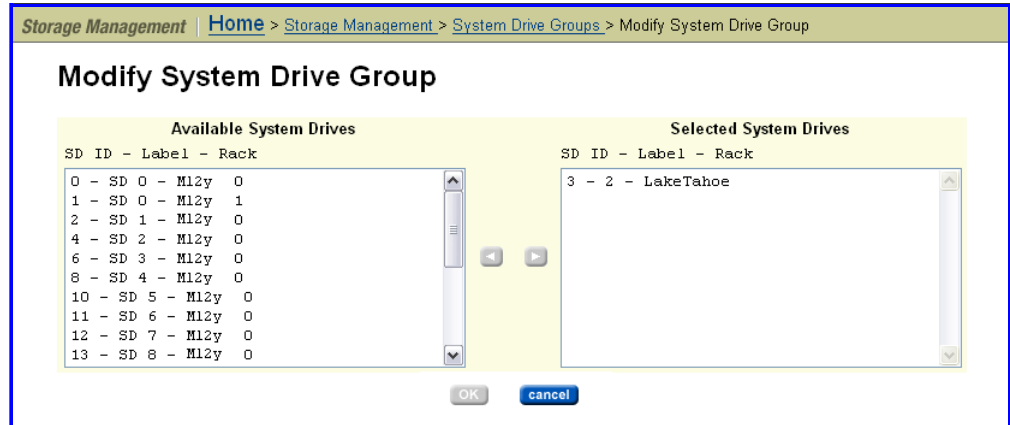 Storage Management | Home > Storage Management > System Drive Groups > Modify System Drive Group
Modify System Drive Group
Available System Drives
SD ID - Label - Rack
0 - SD 0 - M12y 0
1 - SD 0 - M12y 1
2 - SD 1 - M12y 0
4 - SD 2 - M12y 0
6 - SD 3 - M12y 0
8 - SD 4 - M12y 0
10 - SD 5 - M12y 0
11 - SD 6 - M12y 0
12 - SD 7 - M12y 0
13 - SD 8 - M12y 0
Selected System Drives
SD ID - Label - Rack
3 - 2 - LakeTahoe
OK
cancel